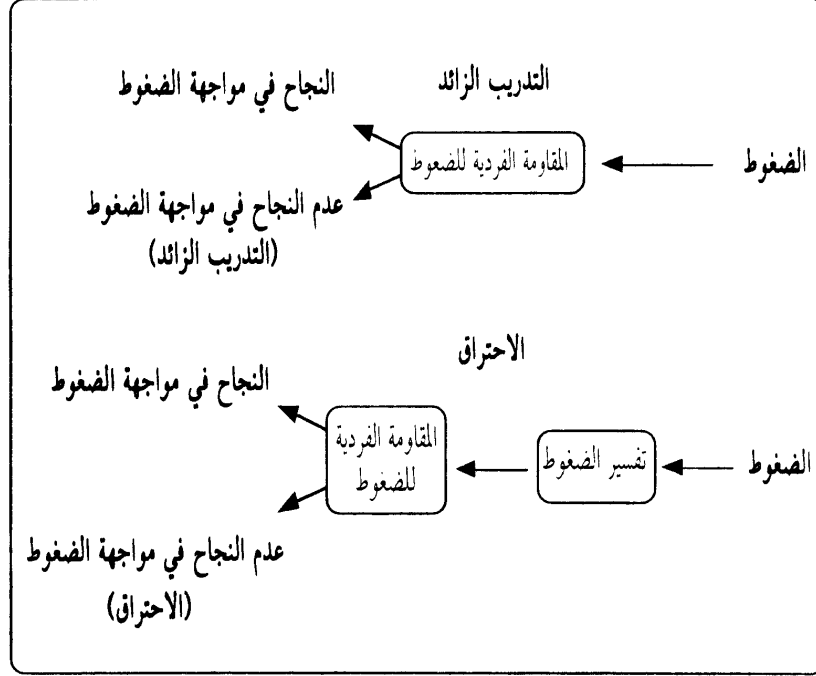 التدريب الزائد
الضغوط
المقاومة الفردية للضعوط
النجاح في مواجهة الضغوط
عدم النجاح في مواجهة الضغوط
(التدريب الزائد)
الاحتراق
الضغوط
تفسير الضغوط
المقاومة الفردية
للضغوط
النجاح في مواجهة الضغوط
عدم النجاح في مواجهة الضغوط
(الاحتراق)